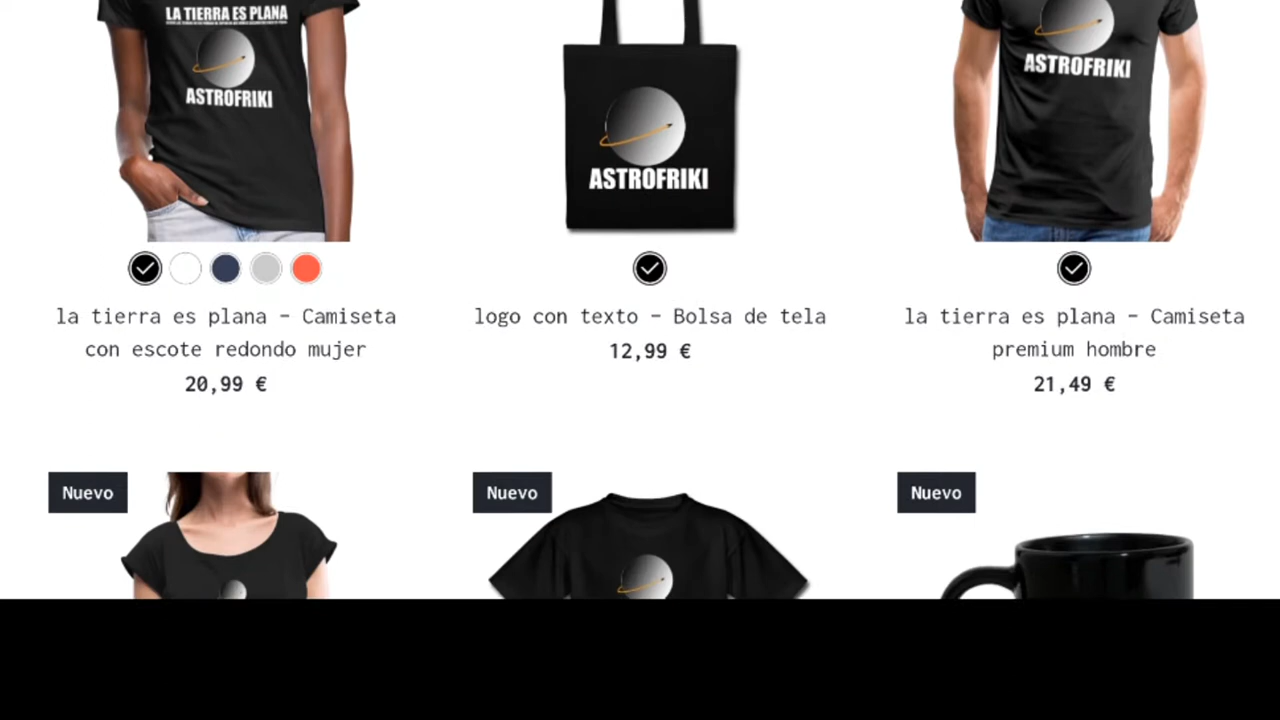 LA TIERRA ES PLANA
ASTROFRIKI
ASTROFRIKI
ASTROFRIKI
la tierra es plana - Camiseta
con escote redondo mujer
20,99 €
logo con texto - Bolsa de tela
12,99 €
la tierra es plana - Camiseta
premium hombre
21,49 €
Nuevo
Nuevo
Nuevo